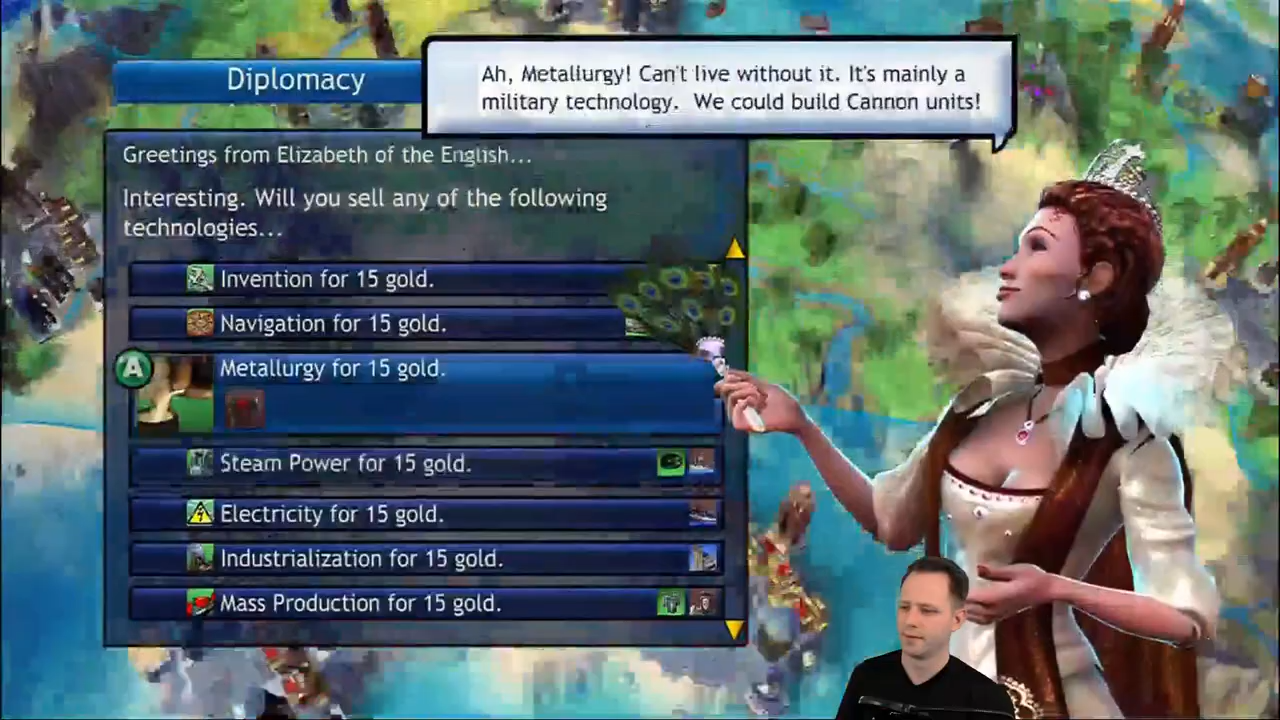 Diplomacy
Ah, Metallurgy! Can't live without it. It's mainly a
military technology. We could build Cannon units!
Greetings from Elizabeth of the English...
Interesting. Will you sell any of the following
technologies...
Invention for 15 gold.
Navigation for 15 gold.
A
Metallurgy for 15 gold.
Steam Power for 15 gold.
Electricity for 15 gold.
Industrialization for 15 gold.
Mass Production for 15 gold.